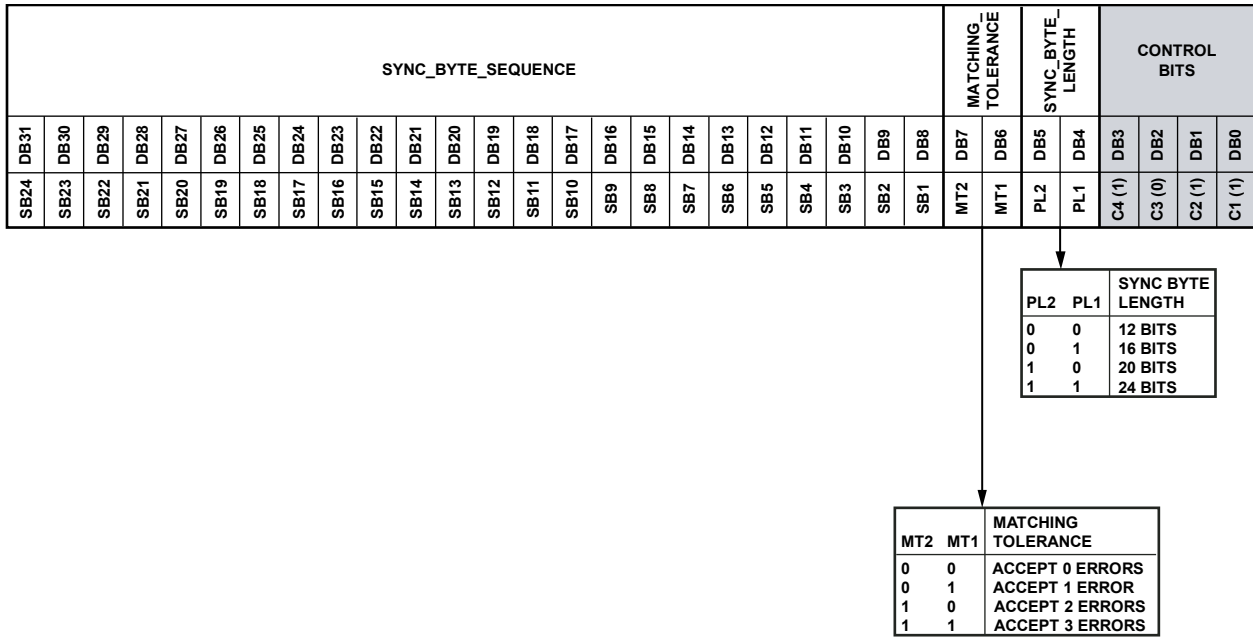 SYNC_BYTE_SEQUENCE
MATCHING_
TOLERANCE
SYNC_BYTE_
LENGTH
CONTROL
BITS
DB31 DB30 DB29 DB28 DB27 DB26 DB25 DB24 DB23 DB22 DB21 DB20 DB19 DB18 DB17 DB16 DB15 DB14 DB13 DB12 DB11 DB10 DB9 DB8 DB7 DB6 DB5 DB4 DB3 DB2 DB1 DB0
SB24 SB23 SB22 SB21 SB20 SB19 SB18 SB17 SB16 SB15 SB14 SB13 SB12 SB11 SB10 SB9 SB8 SB7 SB6 SB5 SB4 SB3 SB2 SB1 MT2 MT1 PL2 PL1 C4 (1) C3 (0) C2 (1) C1 (1)
SYNC BYTE
PL2 PL1 LENGTH
0 0 12 BITS
0 1 16 BITS
1 0 20 BITS
1 1 24 BITS
MATCHING
MT2 MT1 TOLERANCE
0 0 ACCEPT 0 ERRORS
0 1 ACCEPT 1 ERROR
1 0 ACCEPT 2 ERRORS
1 1 ACCEPT 3 ERRORS